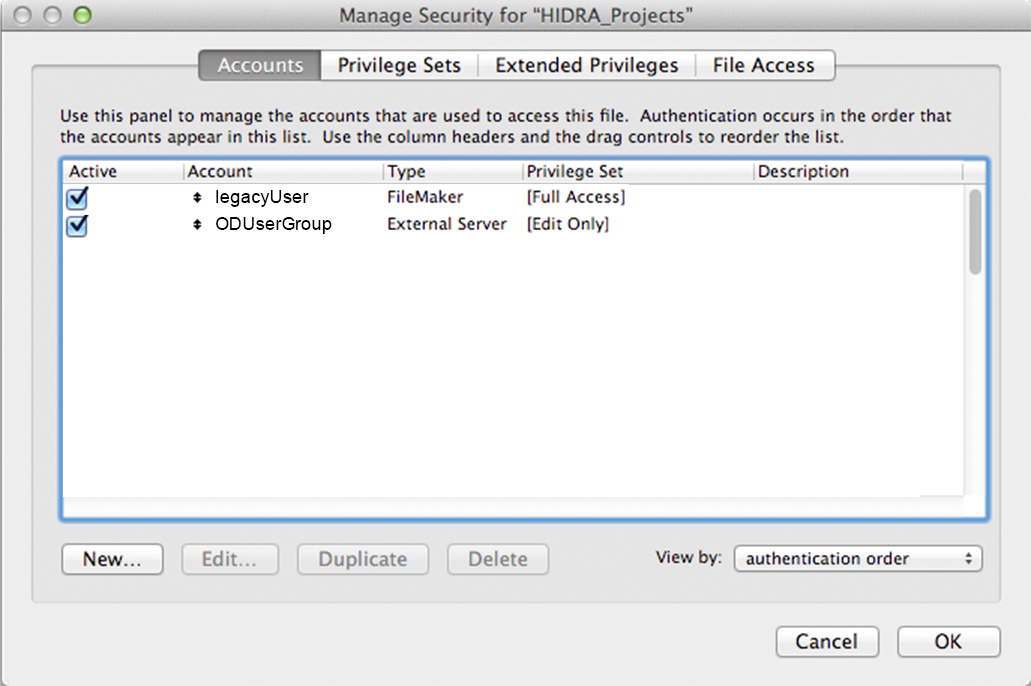 Manage Security for “HIDRA_Projects”
Accounts Privilege Sets Extended Privileges File Access
Use this panel to manage the accounts that are used to access this file.  Authentication occurs in the order that
the accounts appear in this list.  Use the column headers and the drag controls to reorder the list.
Active Account Type Privilege Set Description
legacyUser FileMaker [Full Access]
ODUserGroup External Server [Edit Only]
New... Edit... Duplicate Delete View by: authentication order
Cancel OK